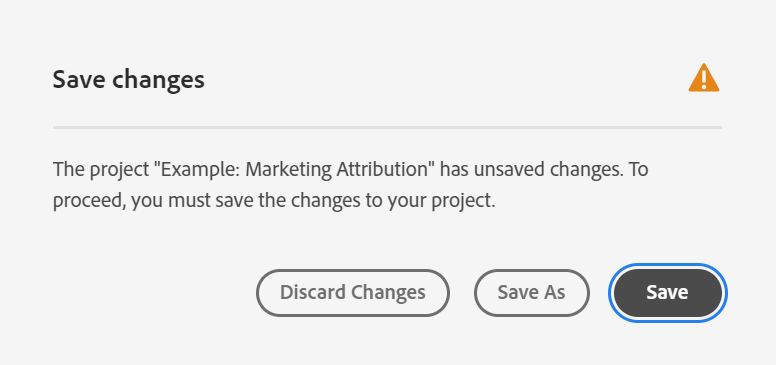 Save changes
The project "Example: Marketing Attribution" has unsaved changes. To
proceed, you must save the changes to your project.
Discard Changes
Save As
Save